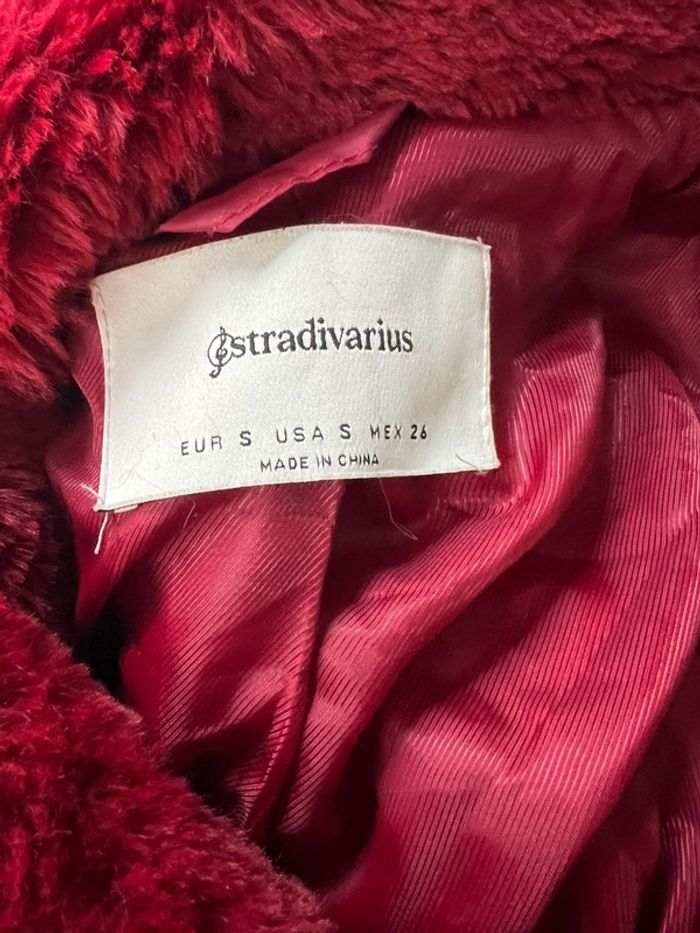 stradivarius
EUR S USA S MEX 26
MADE IN CHINA